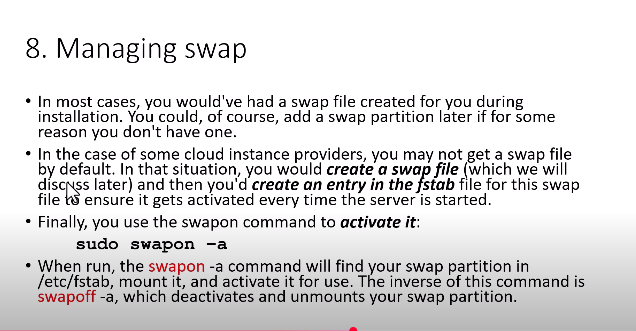 8. Managing swap
• In most cases, you would've had a swap file created for you during
installation. You could, of course, add a swap partition later if for some
reason you don't have one.
• In the case of some cloud instance providers, you may not get a swap file
by default. In that situation, you would create a swap file (which we will
discuss later) and then you'd create an entry in the fstab file for this swap
file to ensure it gets activated every time the server is started.
• Finally, you use the swapon command to activate it:
sudo swapon –a
• When run, the swapon -a command will find your swap partition in
/etc/fstab, mount it, and activate it for use. The inverse of this command is
swapoff -a, which deactivates and unmounts your swap partition.